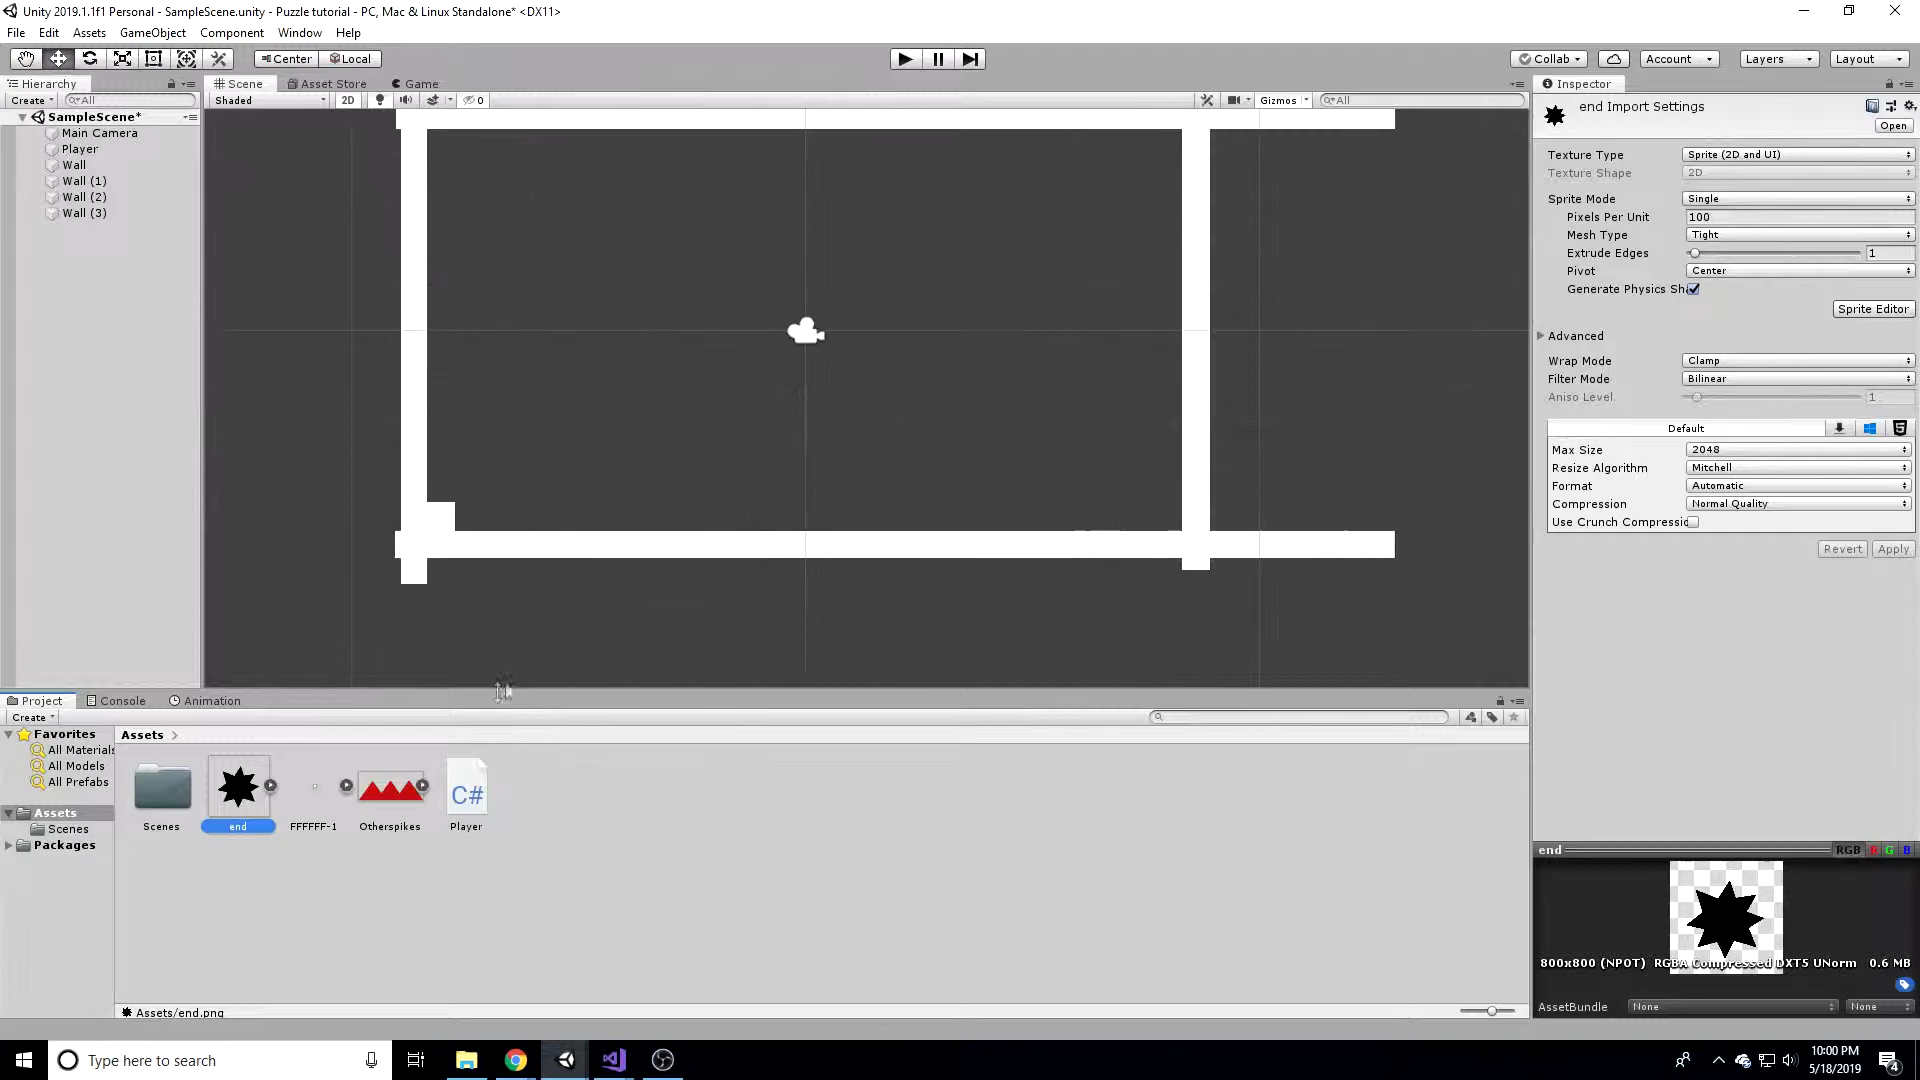 Unity 2019.1.1f1 Personal - SampleScene.unity - Puzzle tutorial - PC, Mac & Linux Standalone* <DX11>
File Edit Assets GameObject Component Window Help
Center Local Collab Account Layers Layout
Hierarchy Scene Asset Store Game Inspector
Create All Shaded 2D 0 Gizmos All
SampleScene*
Main Camera
Player
Wall
Wall (1)
Wall (2)
Wall (3)
end Import Settings
Open
Texture Type Sprite (2D and UI)
Texture Shape 2D
Sprite Mode Single
Pixels Per Unit 100
Mesh Type Tight
Extrude Edges 1
Pivot Center
Generate Physics Sha
Sprite Editor
Advanced
Wrap Mode Clamp
Filter Mode Bilinear
Aniso Level 1
Default
Max Size 2048
Resize Algorithm Mitchell
Format Automatic
Compression Normal Quality
Use Crunch Compressio
Revert Apply
Project Console Animation
Create
Favorites
All Materials
All Models
All Prefabs
Assets
Scenes
Packages
Assets
C#
Scenes end FFFFFF-1 Otherspikes Player
Assets/end.png
end RGB R G B
800x800 (NPOT) RGBA Compressed DXT5 UNorm 0.6 MB
AssetBundle None None
Type here to search
10:00 PM
5/18/2019
4